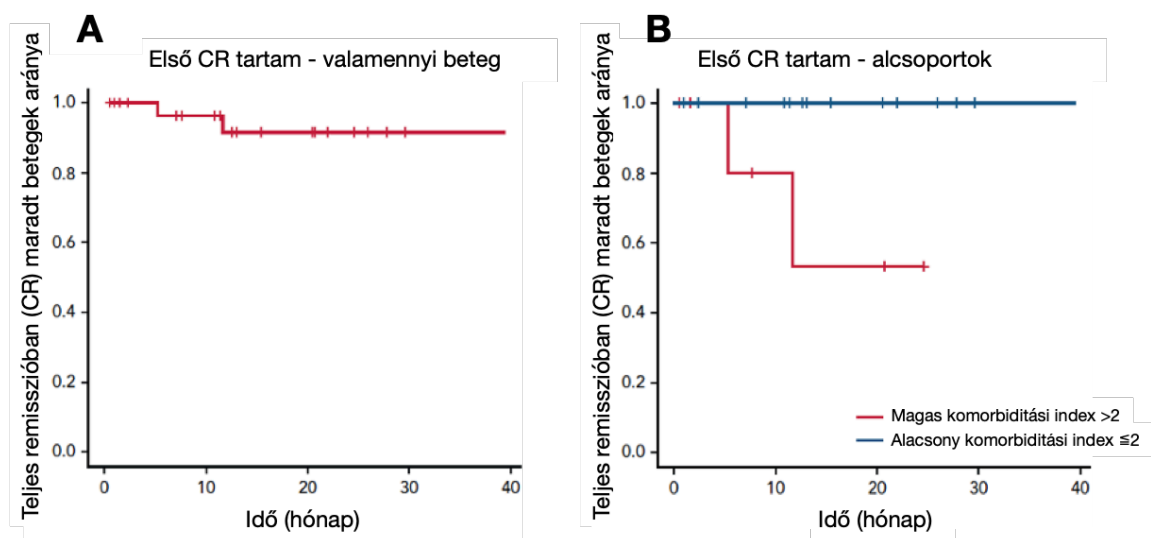 A
Első CR tartam - valamennyi beteg
Teljes remisszióban (CR) maradt betegek aránya
1.0
0.8
0.6
0.4
0.2
0.0
0 10 20 30 40
Idő (hónap)
B
Első CR tartam - alcsoportok
Teljes remisszióban (CR) maradt betegek aránya
1.0
0.8
0.6
0.4
0.2
0.0
Magas komorbiditási index >2
Alacsony komorbiditási index ≦2
0 10 20 30 40
Idő (hónap)